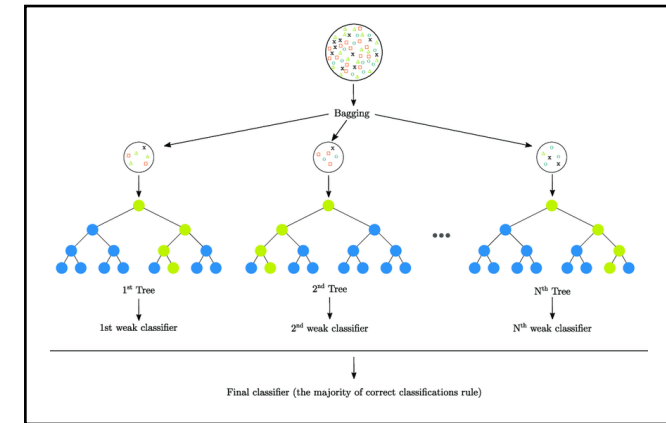 Bagging
1st Tree
2nd Tree
Nth Tree
1st weak classifier
2nd weak classifier
Nth weak classifier
Final classifier (the majority of correct classifications rule)